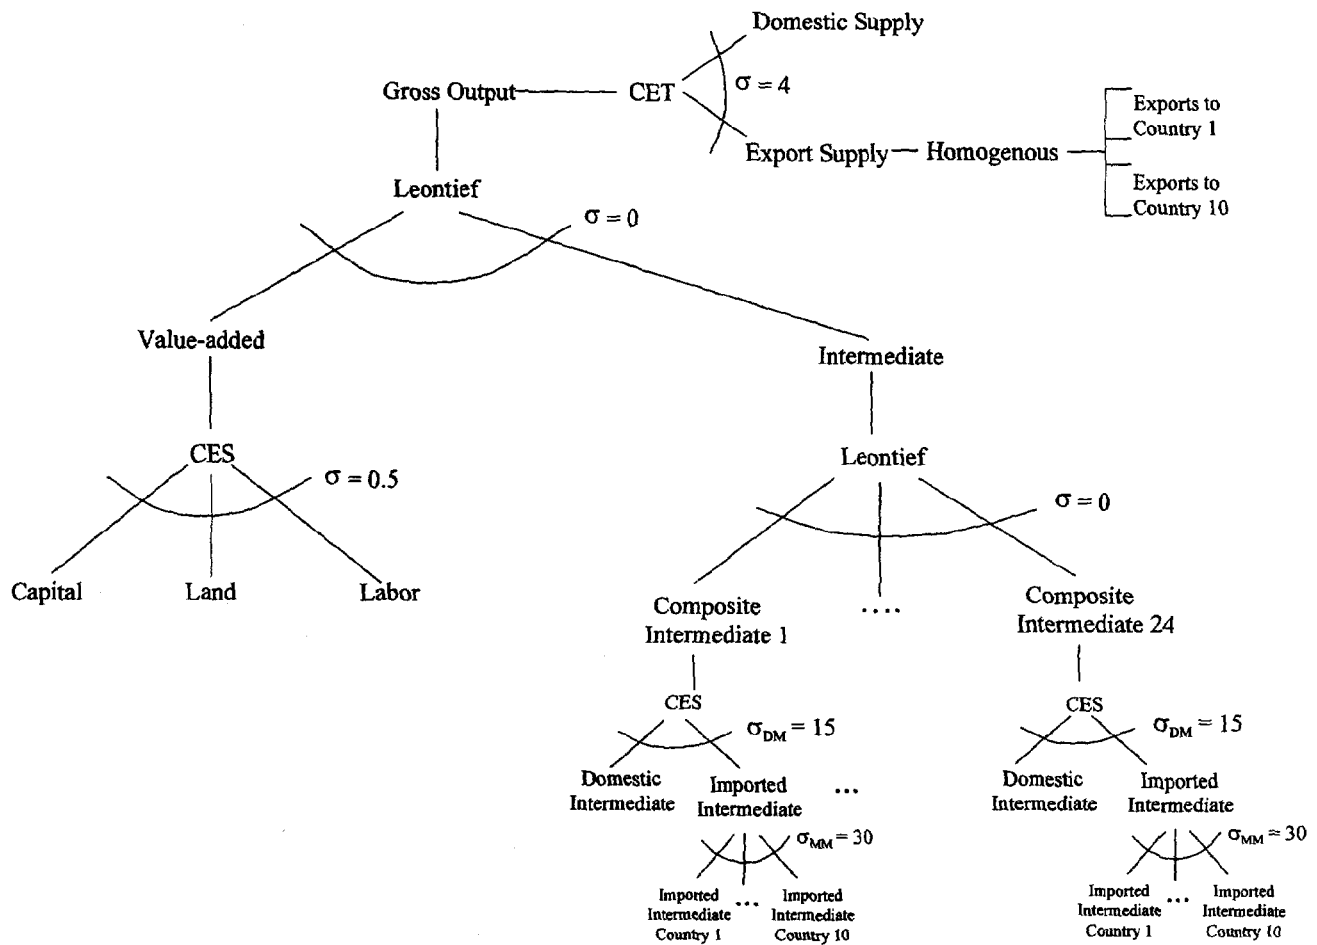 Domestic Supply
σ = 4
Gross Output
CET
Exports to
Country 1
Export Supply
Homogenous
Exports to
Country 10
Leontief
σ = 0
Value-added
Intermediate
CES
σ = 0.5
Leontief
σ = 0
Capital
Land
Labor
Composite
Intermediate 1
....
Composite
Intermediate 24
CES
σDM = 15
CES
σDM = 15
Domestic
Intermediate
Imported
Intermediate
...
Domestic
Intermediate
Imported
Intermediate
σMM = 30
σMM = 30
Imported
Intermediate
Country 1
...
Imported
Intermediate
Country 10
Imported
Intermediate
Country 1
...
Imported
Intermediate
Country 10